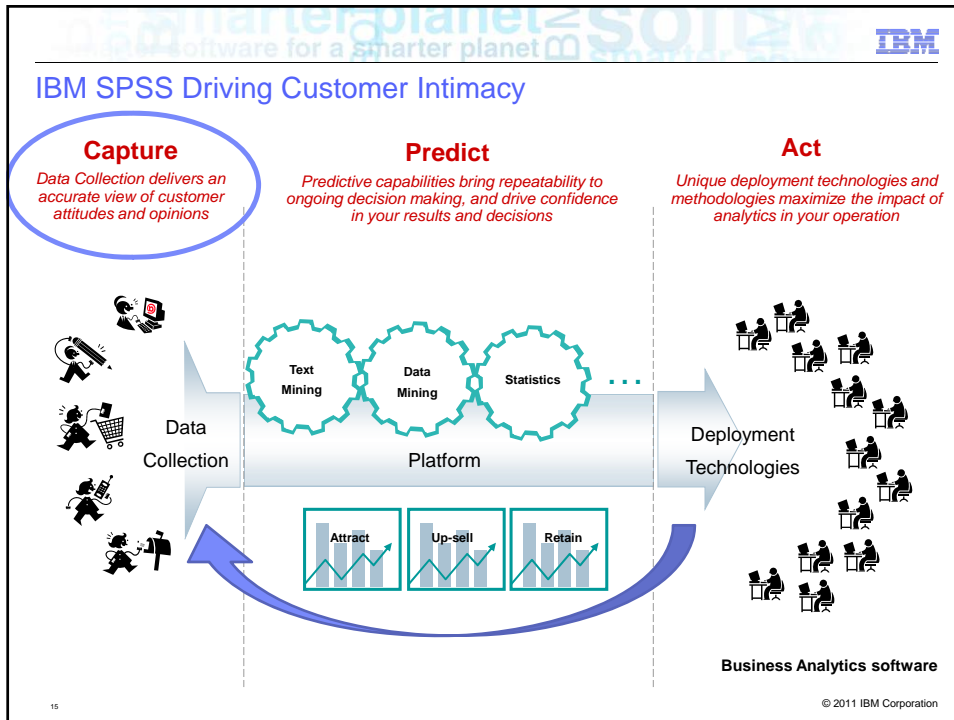 smarter planet
software for a smarter planet
IBM
IBM SPSS Driving Customer Intimacy
Capture
Data Collection delivers an
accurate view of customer
attitudes and opinions
Predict
Predictive capabilities bring repeatability to
ongoing decision making, and drive confidence
in your results and decisions
Act
Unique deployment technologies and
methodologies maximize the impact of
analytics in your operation
Text
Mining
Data
Mining
Statistics
...
Data
Collection
Platform
Deployment
Technologies
Attract
Up-sell
Retain
Business Analytics software
15
© 2011 IBM Corporation